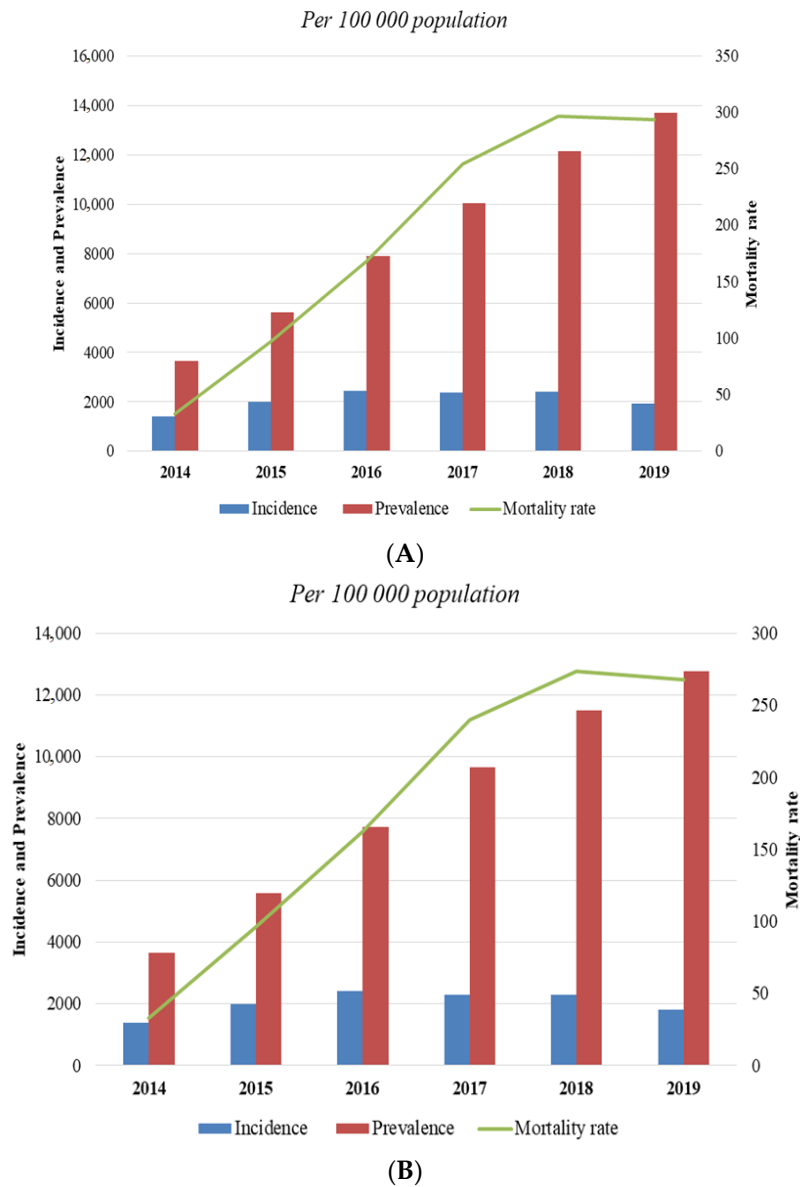 Per 100 000 population
16,000
14,000
12,000
10,000
8000
6000
4000
2000
0
Incidence and Prevalence
350
300
250
200
150
100
50
0
Mortality rate
2014 2015 2016 2017 2018 2019
Incidence Prevalence Mortality rate
(A)
Per 100 000 population
14,000
12,000
10,000
8000
6000
4000
2000
0
Incidence and Prevalence
300
250
200
150
100
50
0
Mortality rate
2014 2015 2016 2017 2018 2019
Incidence Prevalence Mortality rate
(B)